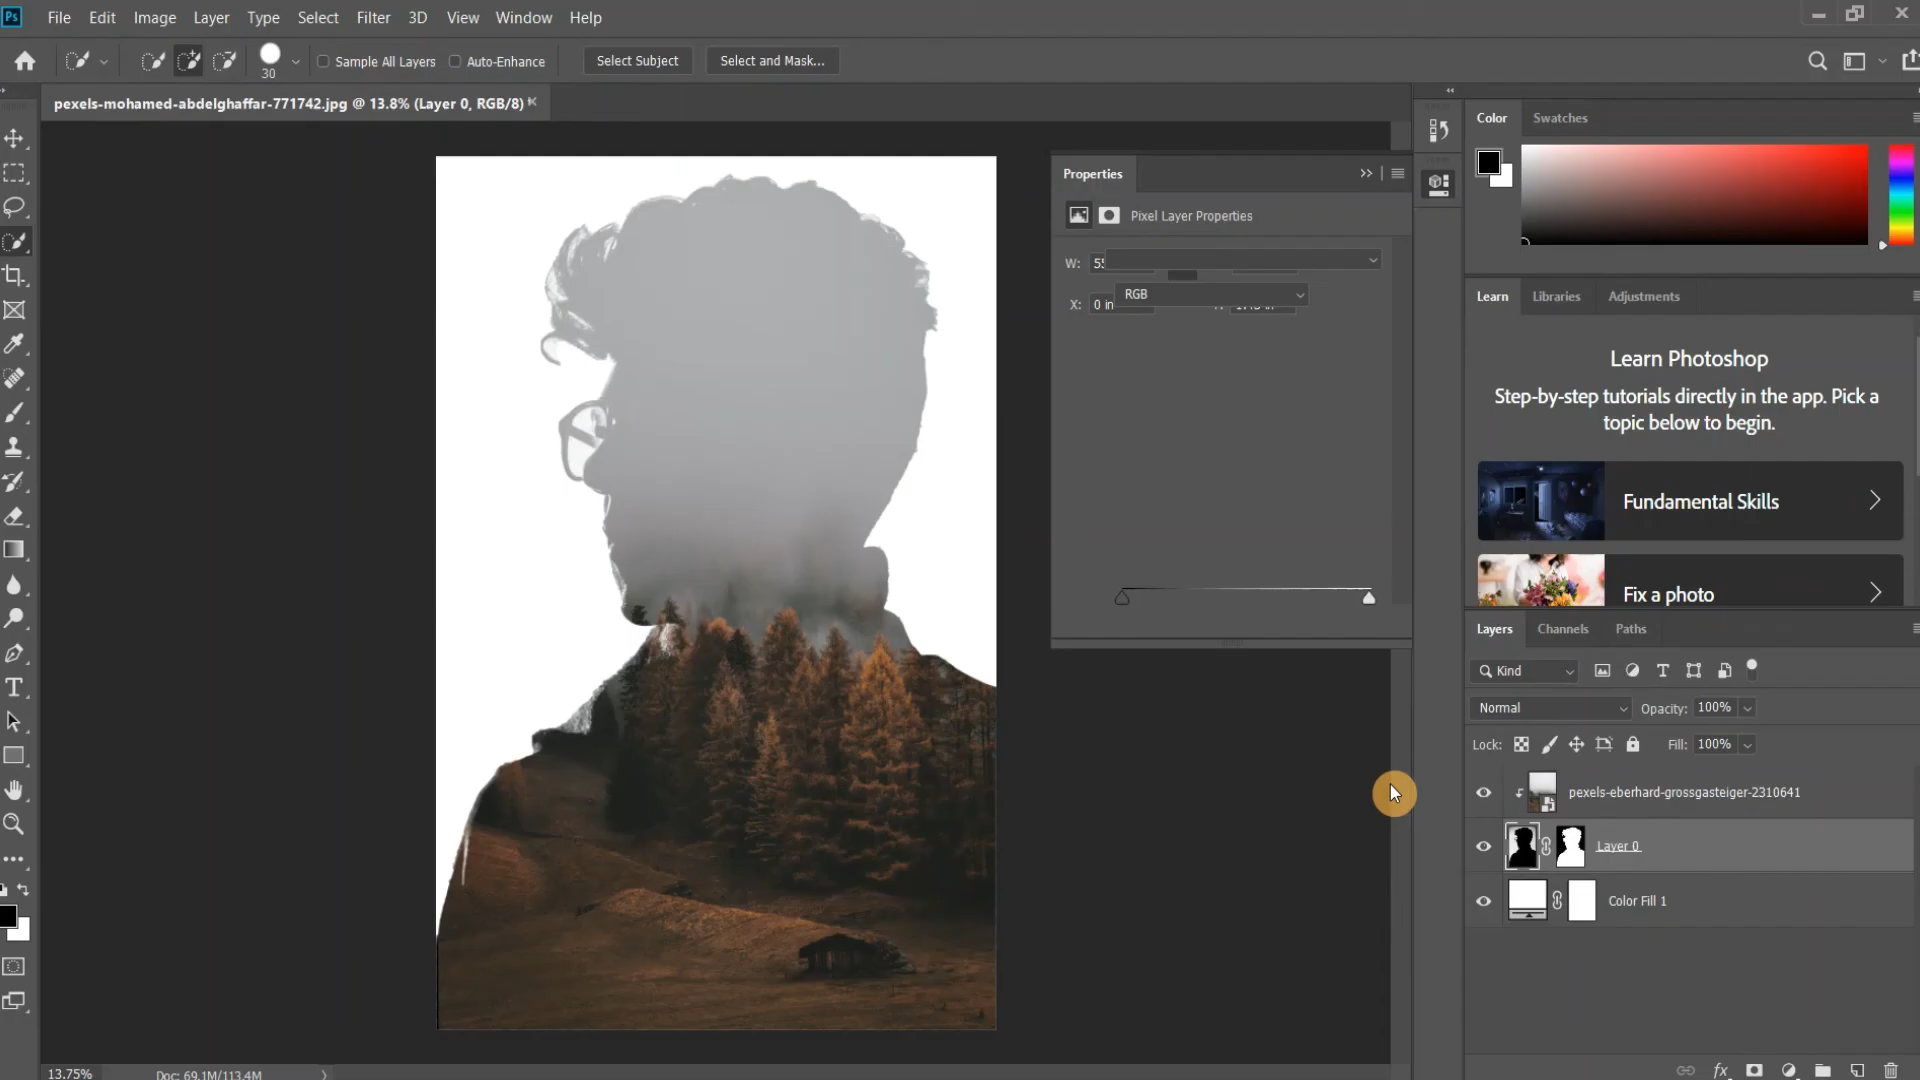 Ps File Edit Image Layer Type Select Filter 3D View Window Help
30 Sample All Layers Auto-Enhance Select Subject Select and Mask...
pexels-mohamed-abdelghaffar-771742.jpg @ 13.8% (Layer 0, RGB/8)
Color Swatches
Properties
Pixel Layer Properties
W:
RGB
X: 0 in
Learn Libraries Adjustments
Learn Photoshop
Step-by-step tutorials directly in the app. Pick a
topic below to begin.
Fundamental Skills
Fix a photo
Layers Channels Paths
Kind
Normal Opacity: 100%
Lock: Fill: 100%
pexels-eberhard-grossgasteiger-2310641
Layer 0
Color Fill 1
fx
13.75% Doc: 69.1M/113.4M